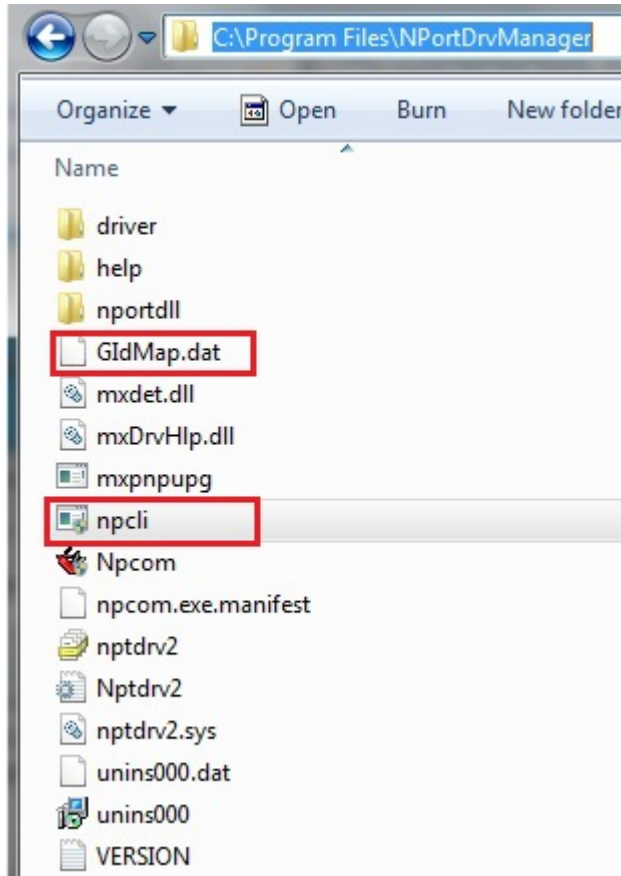 C:\Program Files\NPortDrvManager
Organize Open Burn New folder
Name
driver
help
nportdll
GIdMap.dat
mxdet.dll
mxDrvHlp.dll
mxpnpupg
npcli
Npcom
npcom.exe.manifest
nptdrv2
Nptdrv2
nptdrv2.sys
unins000.dat
unins000
VERSION